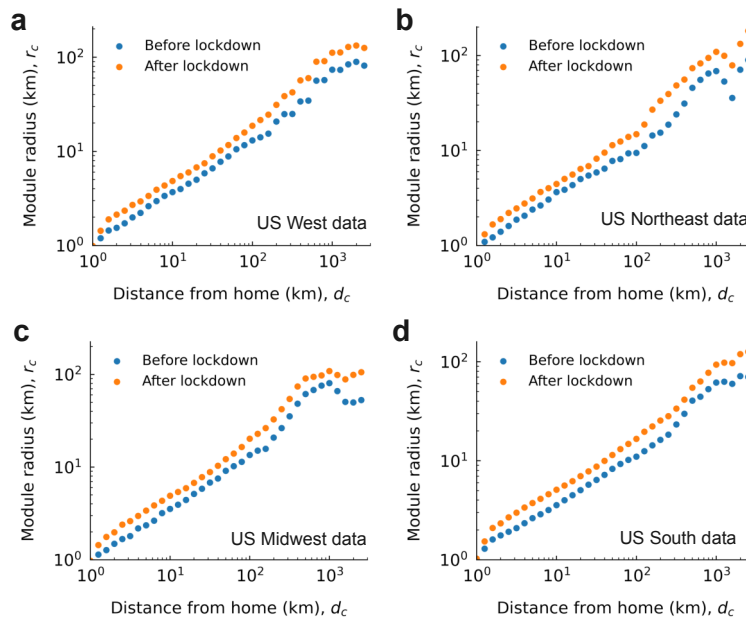 a
Module radius (km), r_c
10²
10¹
10⁰
Before lockdown
After lockdown
US West data
10⁰ 10¹ 10² 10³
Distance from home (km), d_c
b
Module radius (km), r_c
10²
10¹
10⁰
Before lockdown
After lockdown
US Northeast data
10⁰ 10¹ 10² 10³
Distance from home (km), d_c
c
Module radius (km), r_c
10²
10¹
10⁰
Before lockdown
After lockdown
US Midwest data
10⁰ 10¹ 10² 10³
Distance from home (km), d_c
d
Module radius (km), r_c
10²
10¹
10⁰
Before lockdown
After lockdown
US South data
10⁰ 10¹ 10² 10³
Distance from home (km), d_c